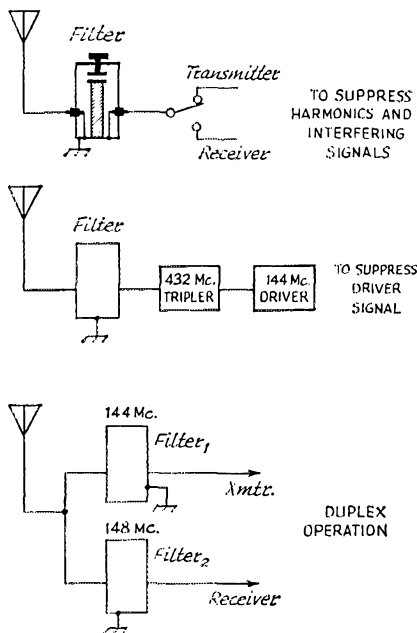 Filter
Transmitter
Receiver
TO SUPPRESS
HARMONICS AND
INTERFERING
SIGNALS
Filter
432 Mc.
TRIPLER
144 Mc.
DRIVER
TO SUPPRESS
DRIVER
SIGNAL
144 Mc.
Filter1
Xmtr.
148 Mc.
Filter2
Receiver
DUPLEX
OPERATION